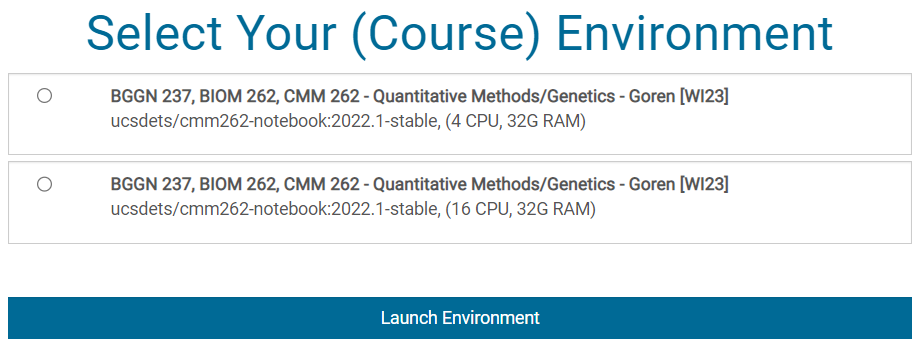 Select Your (Course) Environment
BGGN 237, BIOM 262, CMM 262 - Quantitative Methods/Genetics - Goren [WI23]
ucsdets/cmm262-notebook:2022.1-stable, (4 CPU, 32G RAM)
BGGN 237, BIOM 262, CMM 262 - Quantitative Methods/Genetics - Goren [WI23]
ucsdets/cmm262-notebook:2022.1-stable, (16 CPU, 32G RAM)
Launch Environment